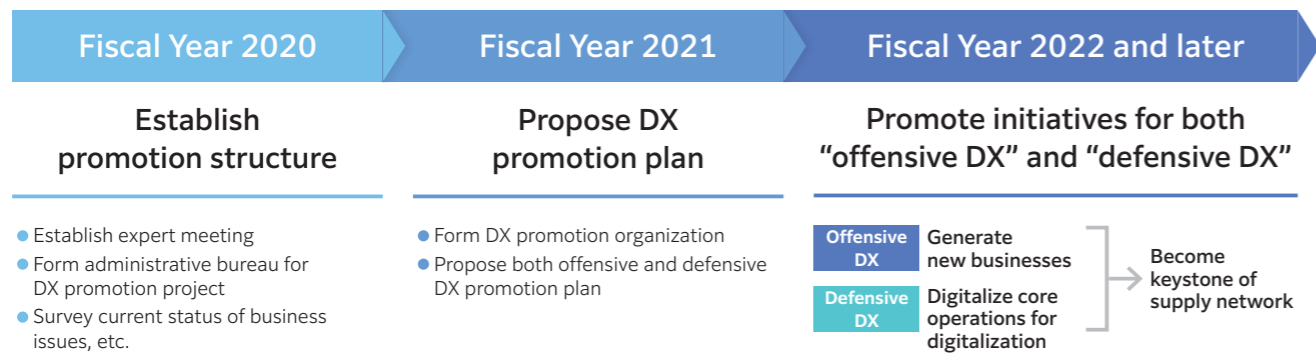 Fiscal Year 2020
Fiscal Year 2021
Fiscal Year 2022 and later
Establish
promotion structure
Propose DX
promotion plan
Promote initiatives for both
“offensive DX” and “defensive DX”
Establish expert meeting
Form administrative bureau for
DX promotion project
Survey current status of business
issues, etc.
Form DX promotion organization
Propose both offensive and defensive
DX promotion plan
Offensive
DX
Generate
new businesses
Defensive
DX
Digitalize core
operations for
digitalization
Become
keystone of
supply network